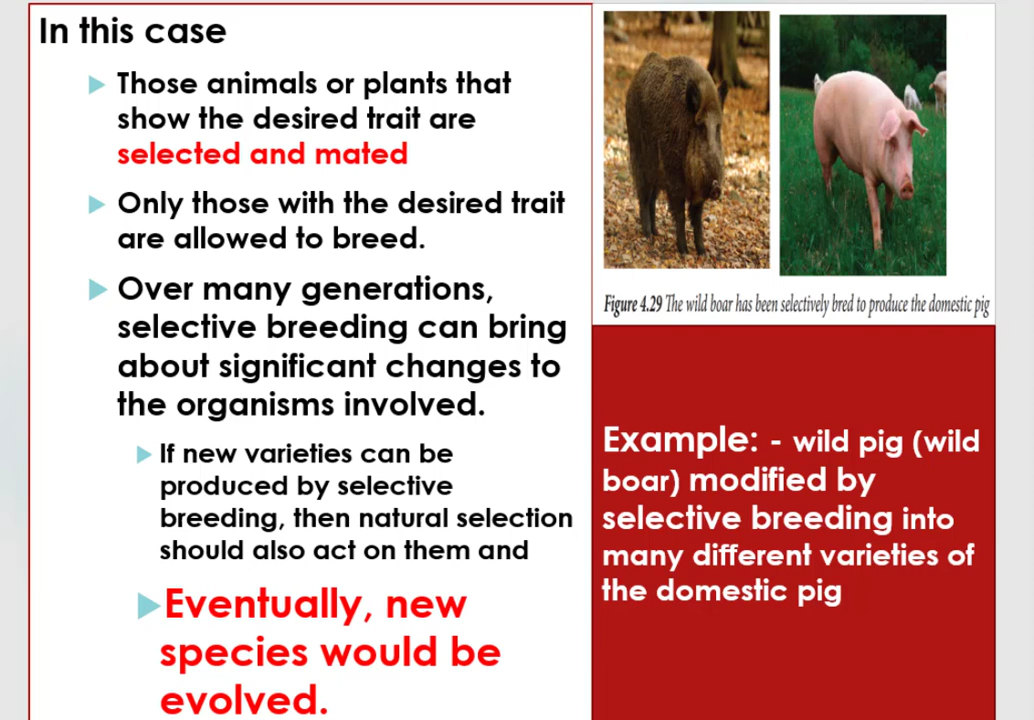 In this case
Those animals or plants that
show the desired trait are
selected and mated
Only those with the desired trait
are allowed to breed.
Over many generations,
selective breeding can bring
about significant changes to
the organisms involved.
If new varieties can be
produced by selective
breeding, then natural selection
should also act on them and
Eventually, new
species would be
evolved.
Figure 4.29 The wild boar has been selectively bred to produce the domestic pig
Example: - wild pig (wild
boar) modified by
selective breeding into
many different varieties of
the domestic pig